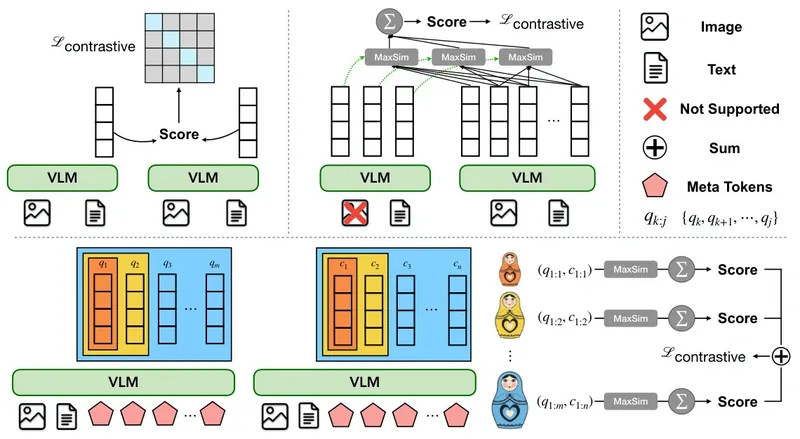 ℒcontrastive
Score
VLM
VLM
Σ
Score
ℒcontrastive
MaxSim
MaxSim
MaxSim
...
VLM
VLM
Image
Text
Not Supported
Sum
Meta Tokens
qk:j {qk, qk+1, ⋯, qj}
q1 q2 q3 qm
...
VLM
...
c1 c2 c3 cn
...
VLM
...
(q1:1, c1:1) MaxSim Σ Score
(q1:2, c1:2) MaxSim Σ Score
⋮
ℒcontrastive
(q1:m, c1:n) MaxSim Σ Score